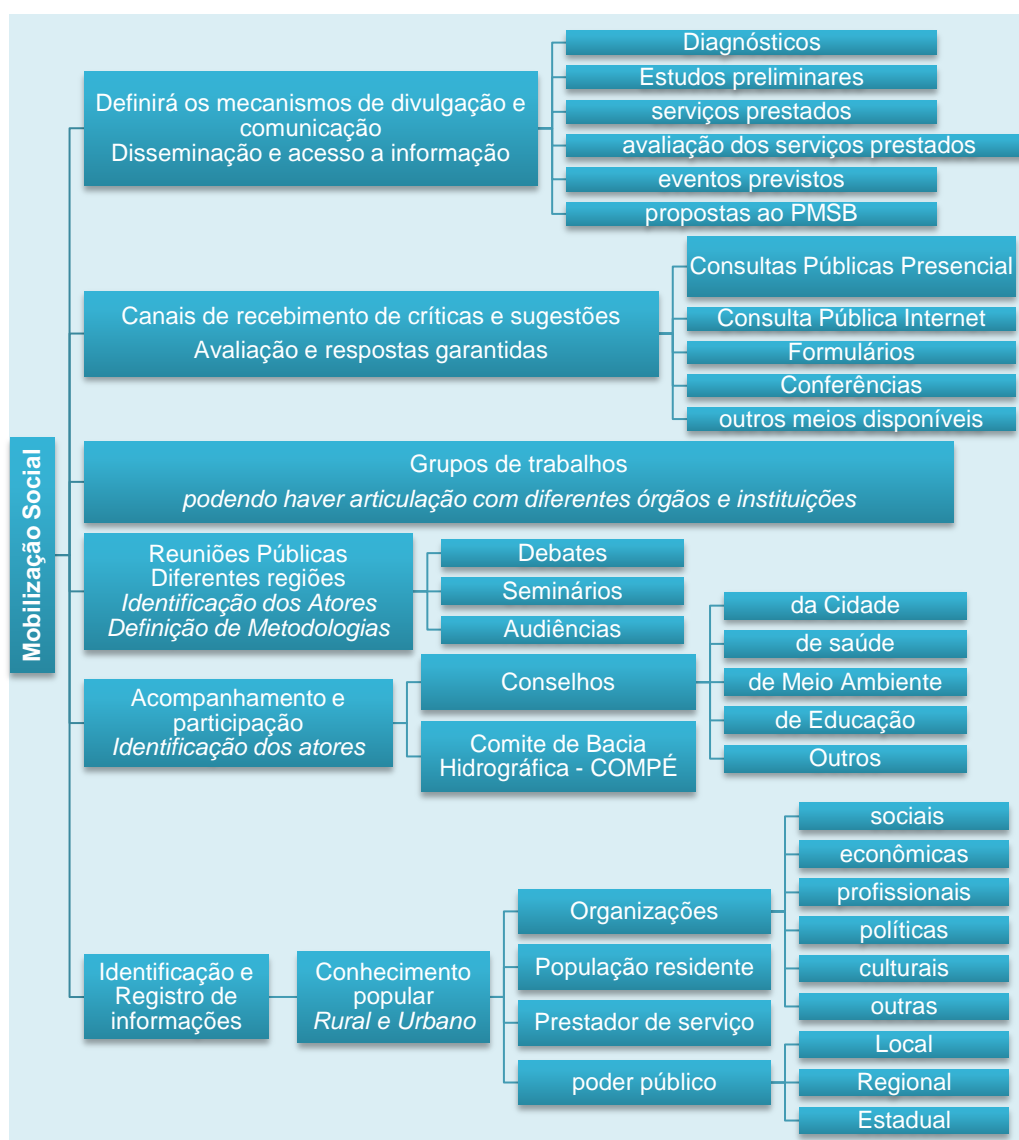 Mobilização Social
Definirá os mecanismos de divulgação e
comunicação
Disseminação e acesso a informação
Diagnósticos
Estudos preliminares
serviços prestados
avaliação dos serviços prestados
eventos previstos
propostas ao PMSB
Canais de recebimento de críticas e sugestões
Avaliação e respostas garantidas
Consultas Públicas Presencial
Consulta Pública Internet
Formulários
Conferências
outros meios disponíveis
Grupos de trabalhos
podendo haver articulação com diferentes órgãos e instituições
Reuniões Públicas
Diferentes regiões
Identificação dos Atores
Definição de Metodologias
Debates
Seminários
Audiências
Acompanhamento e
participação
Identificação dos atores
Conselhos
da Cidade
de saúde
de Meio Ambiente
de Educação
Outros
Comite de Bacia
Hidrográfica - COMPÉ
Identificação e
Registro de
informações
Conhecimento
popular
Rural e Urbano
Organizações
sociais
econômicas
profissionais
políticas
culturais
outras
População residente
Prestador de serviço
poder público
Local
Regional
Estadual